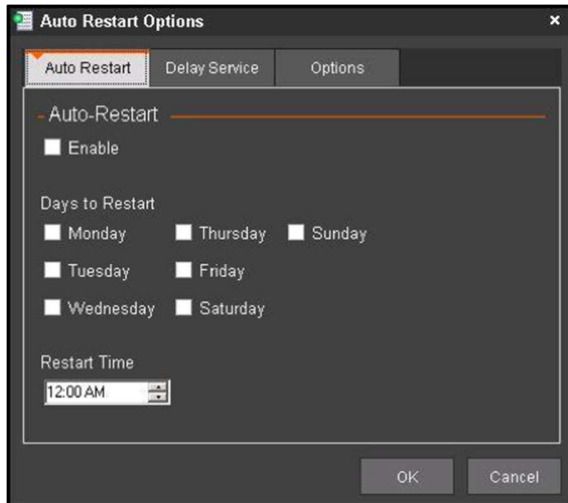 Auto Restart Options
Auto Restart Delay Service Options
Auto-Restart
Enable
Days to Restart
Monday Thursday Sunday
Tuesday Friday
Wednesday Saturday
Restart Time
12:00 AM
OK Cancel